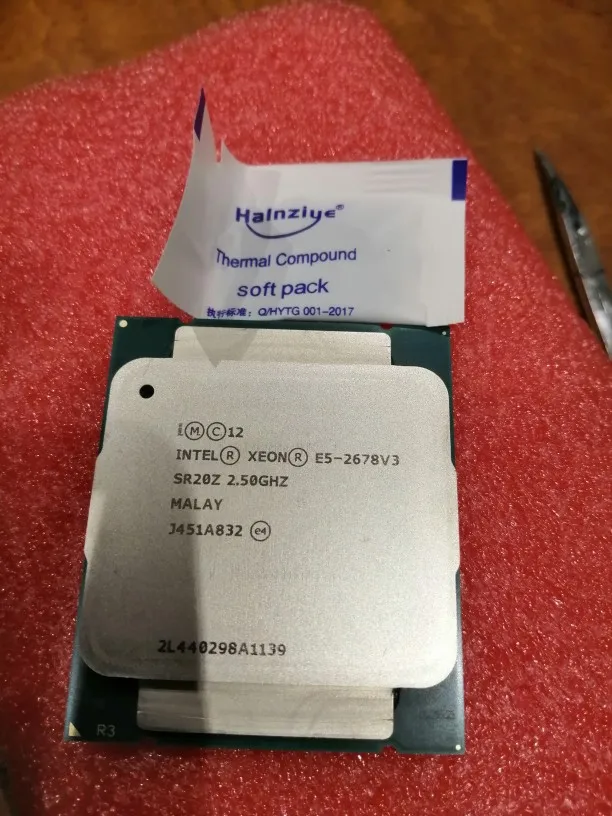 Halnziye®
Thermal Compound
soft pack
执行标准：Q/HYTG 001-2017
i Ⓜ Ⓒ 12
INTEL® XEON® E5-2678V3
SR20Z 2.50GHZ
MALAY
J451A832 e4
2L440298A1139
R3